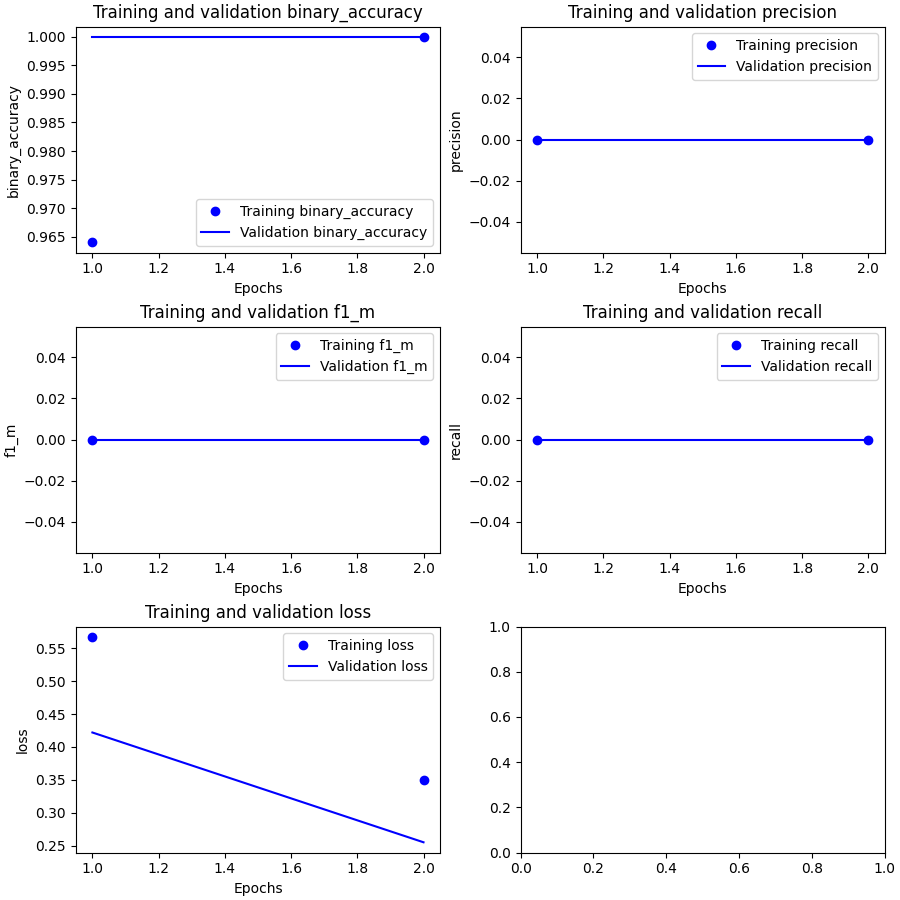 Training and validation binary_accuracy
1.000
0.995
0.990
0.985
0.980
0.975
0.970
0.965
binary_accuracy
Training binary_accuracy
Validation binary_accuracy
1.0 1.2 1.4 1.6 1.8 2.0
Epochs
Training and validation precision
0.04
0.02
0.00
−0.02
−0.04
precision
Training precision
Validation precision
1.0 1.2 1.4 1.6 1.8 2.0
Epochs
Training and validation f1_m
0.04
0.02
0.00
−0.02
−0.04
f1_m
Training f1_m
Validation f1_m
1.0 1.2 1.4 1.6 1.8 2.0
Epochs
Training and validation recall
0.04
0.02
0.00
−0.02
−0.04
recall
Training recall
Validation recall
1.0 1.2 1.4 1.6 1.8 2.0
Epochs
Training and validation loss
0.55
0.50
0.45
0.40
0.35
0.30
0.25
loss
Training loss
Validation loss
1.0 1.2 1.4 1.6 1.8 2.0
Epochs
1.0
0.8
0.6
0.4
0.2
0.0
0.0 0.2 0.4 0.6 0.8 1.0